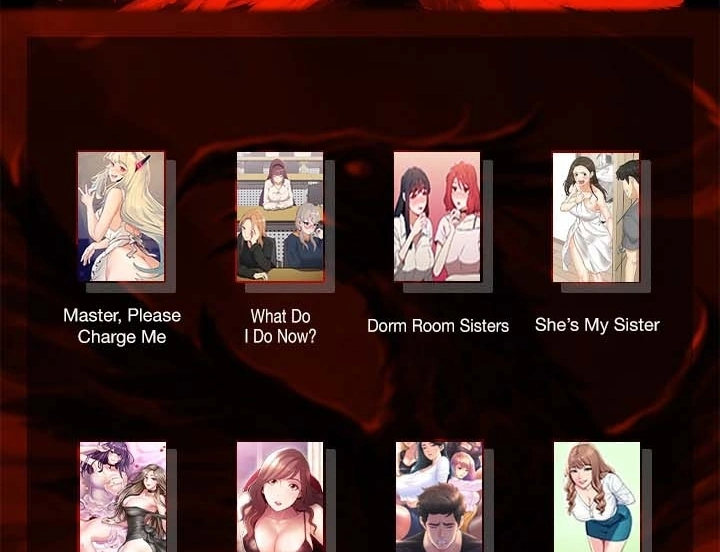 Master, Please
Charge Me
What Do
I Do Now?
Dorm Room Sisters
She's My Sister